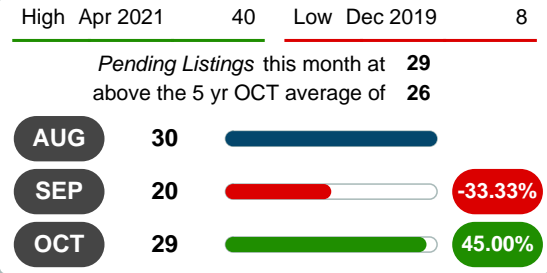 High Apr 2021 40 Low Dec 2019 8
Pending Listings this month at 29
above the 5 yr OCT average of 26
AUG 30
SEP 20 -33.33%
OCT 29 45.00%